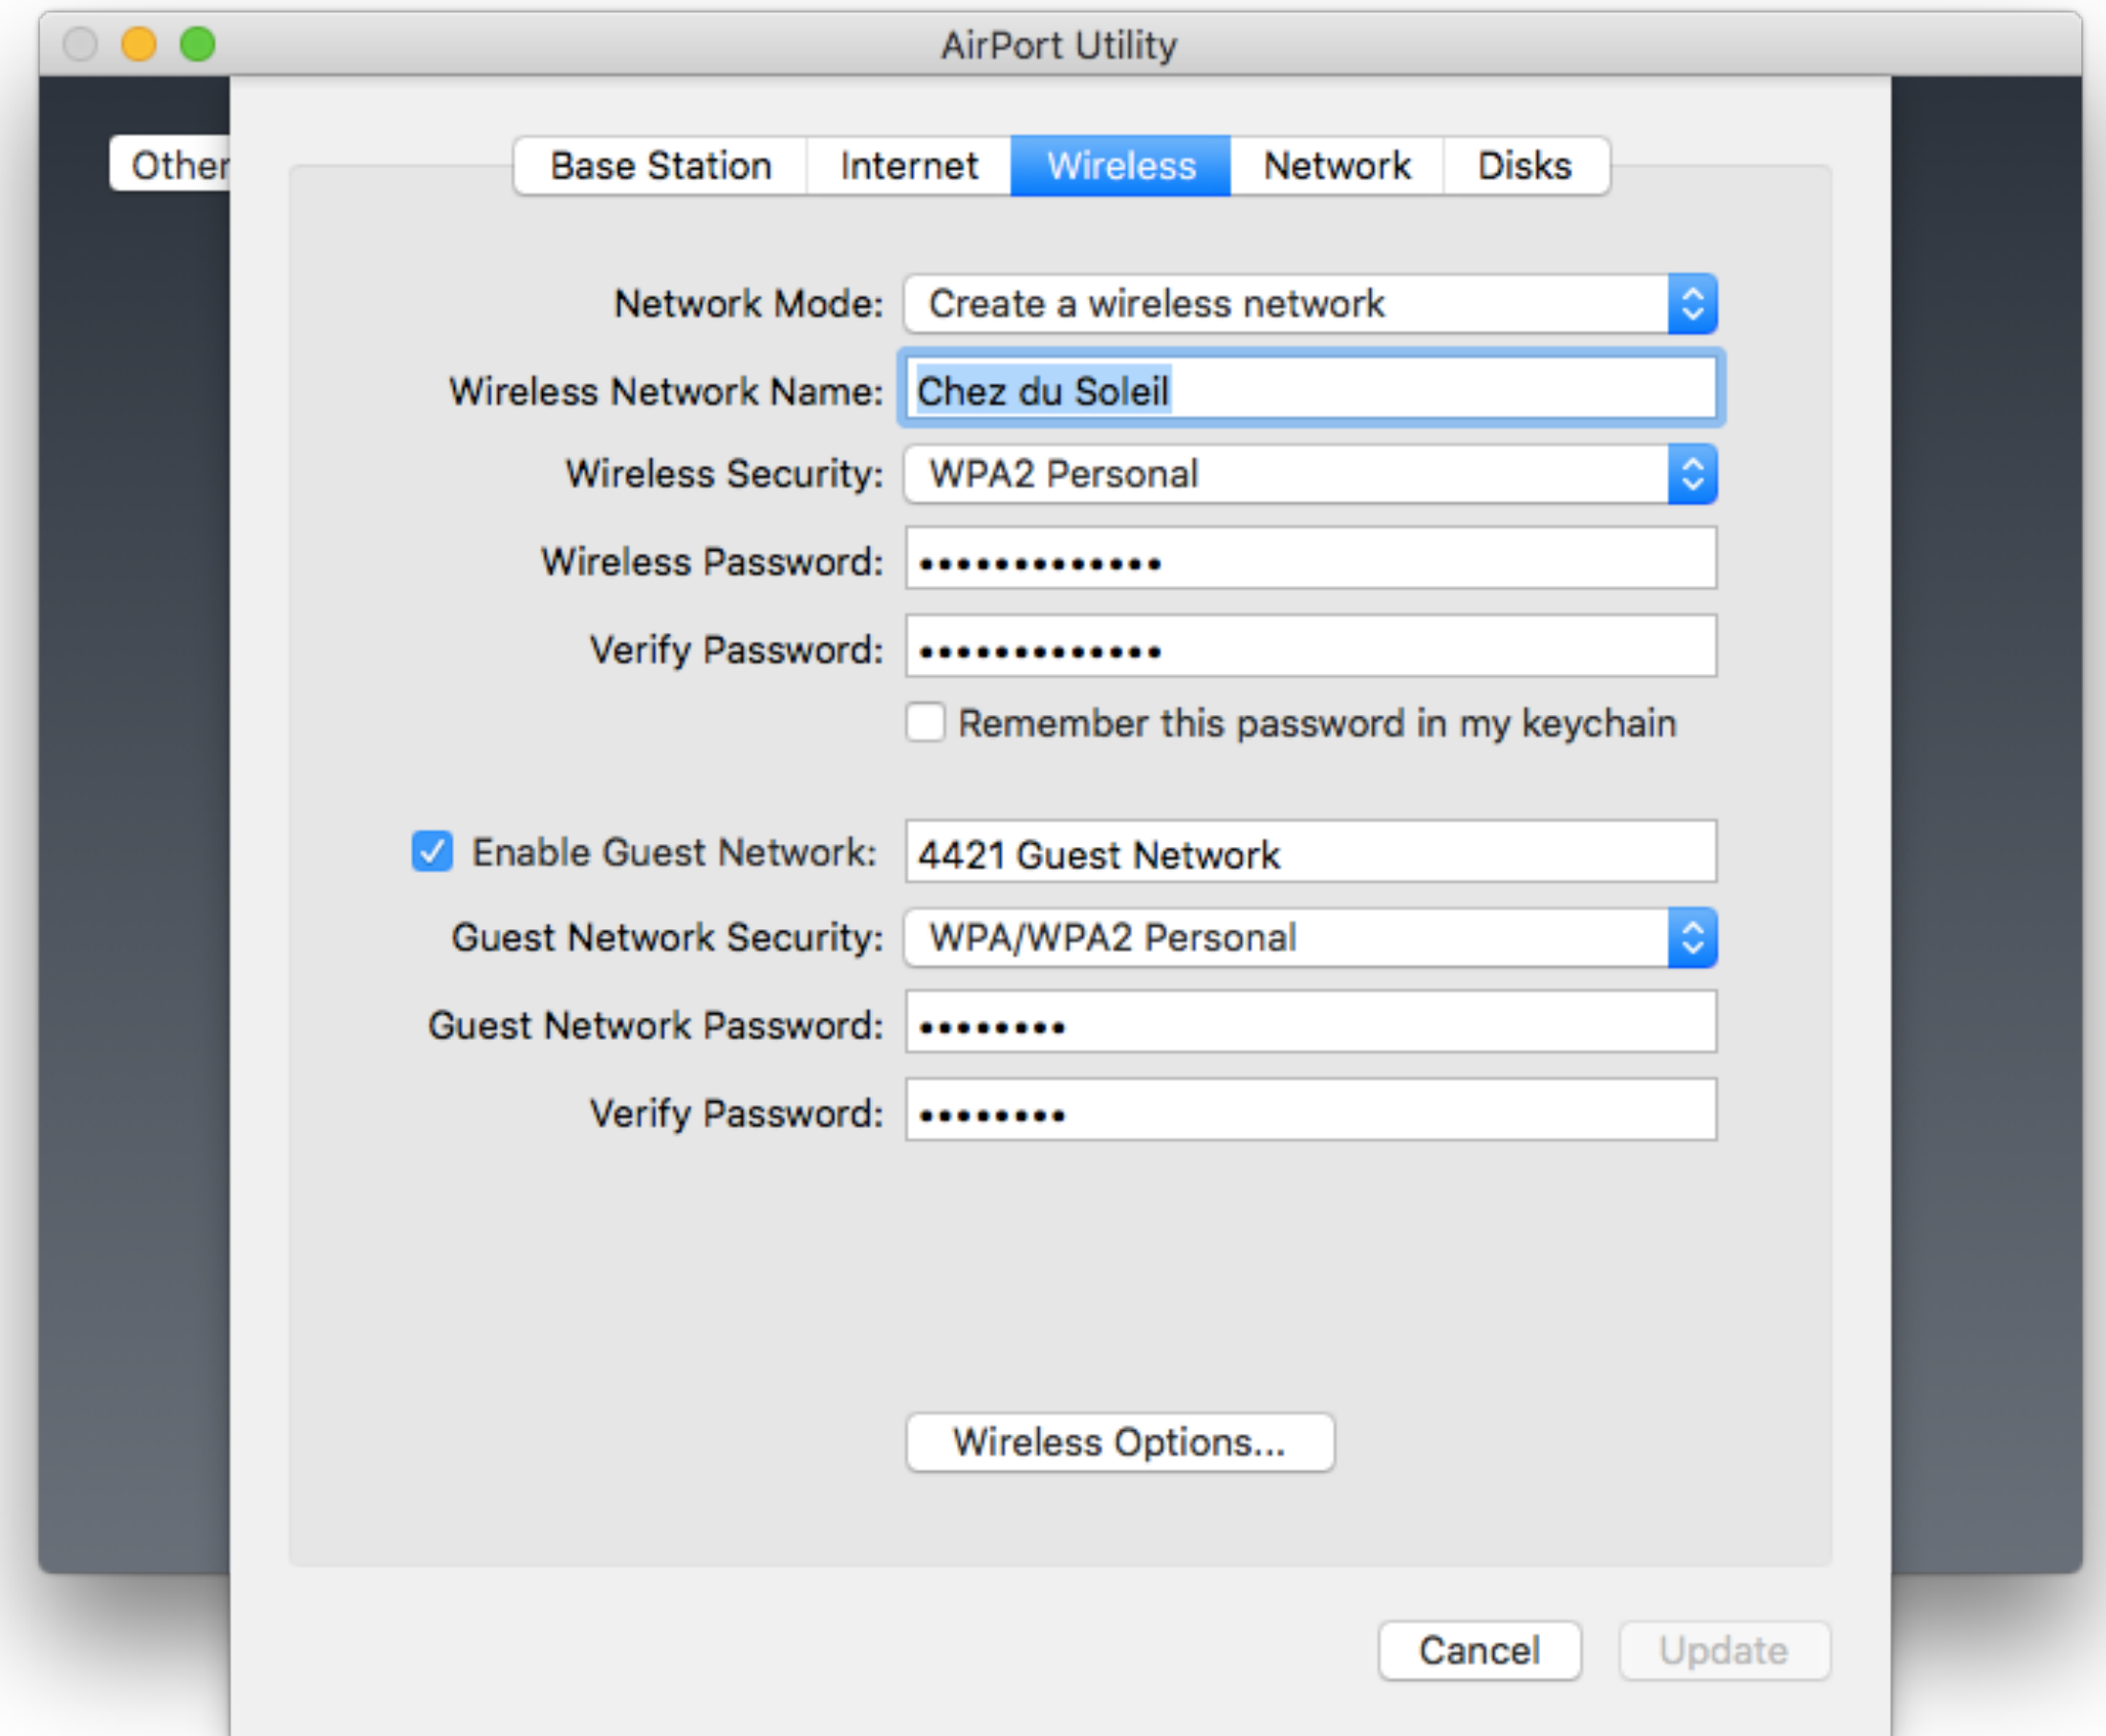 AirPort Utility
Other
Base Station Internet Wireless Network Disks
Network Mode: Create a wireless network
Wireless Network Name: Chez du Soleil
Wireless Security: WPA2 Personal
Wireless Password: •••••••••••••
Verify Password: •••••••••••••
Remember this password in my keychain
Enable Guest Network: 4421 Guest Network
Guest Network Security: WPA/WPA2 Personal
Guest Network Password: ••••••••
Verify Password: ••••••••
Wireless Options...
Cancel Update